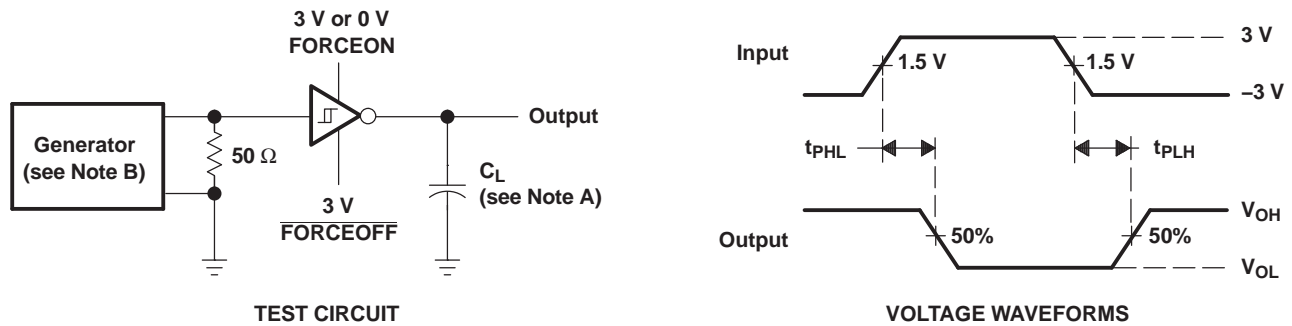 3 V or 0 V
FORCEON
Generator
(see Note B)
50 Ω
Output
CL
(see Note A)
3 V
FORCEOFF
TEST CIRCUIT
Input
3 V
1.5 V
1.5 V
–3 V
tPHL
tPLH
Output
50%
50%
VOH
VOL
VOLTAGE WAVEFORMS